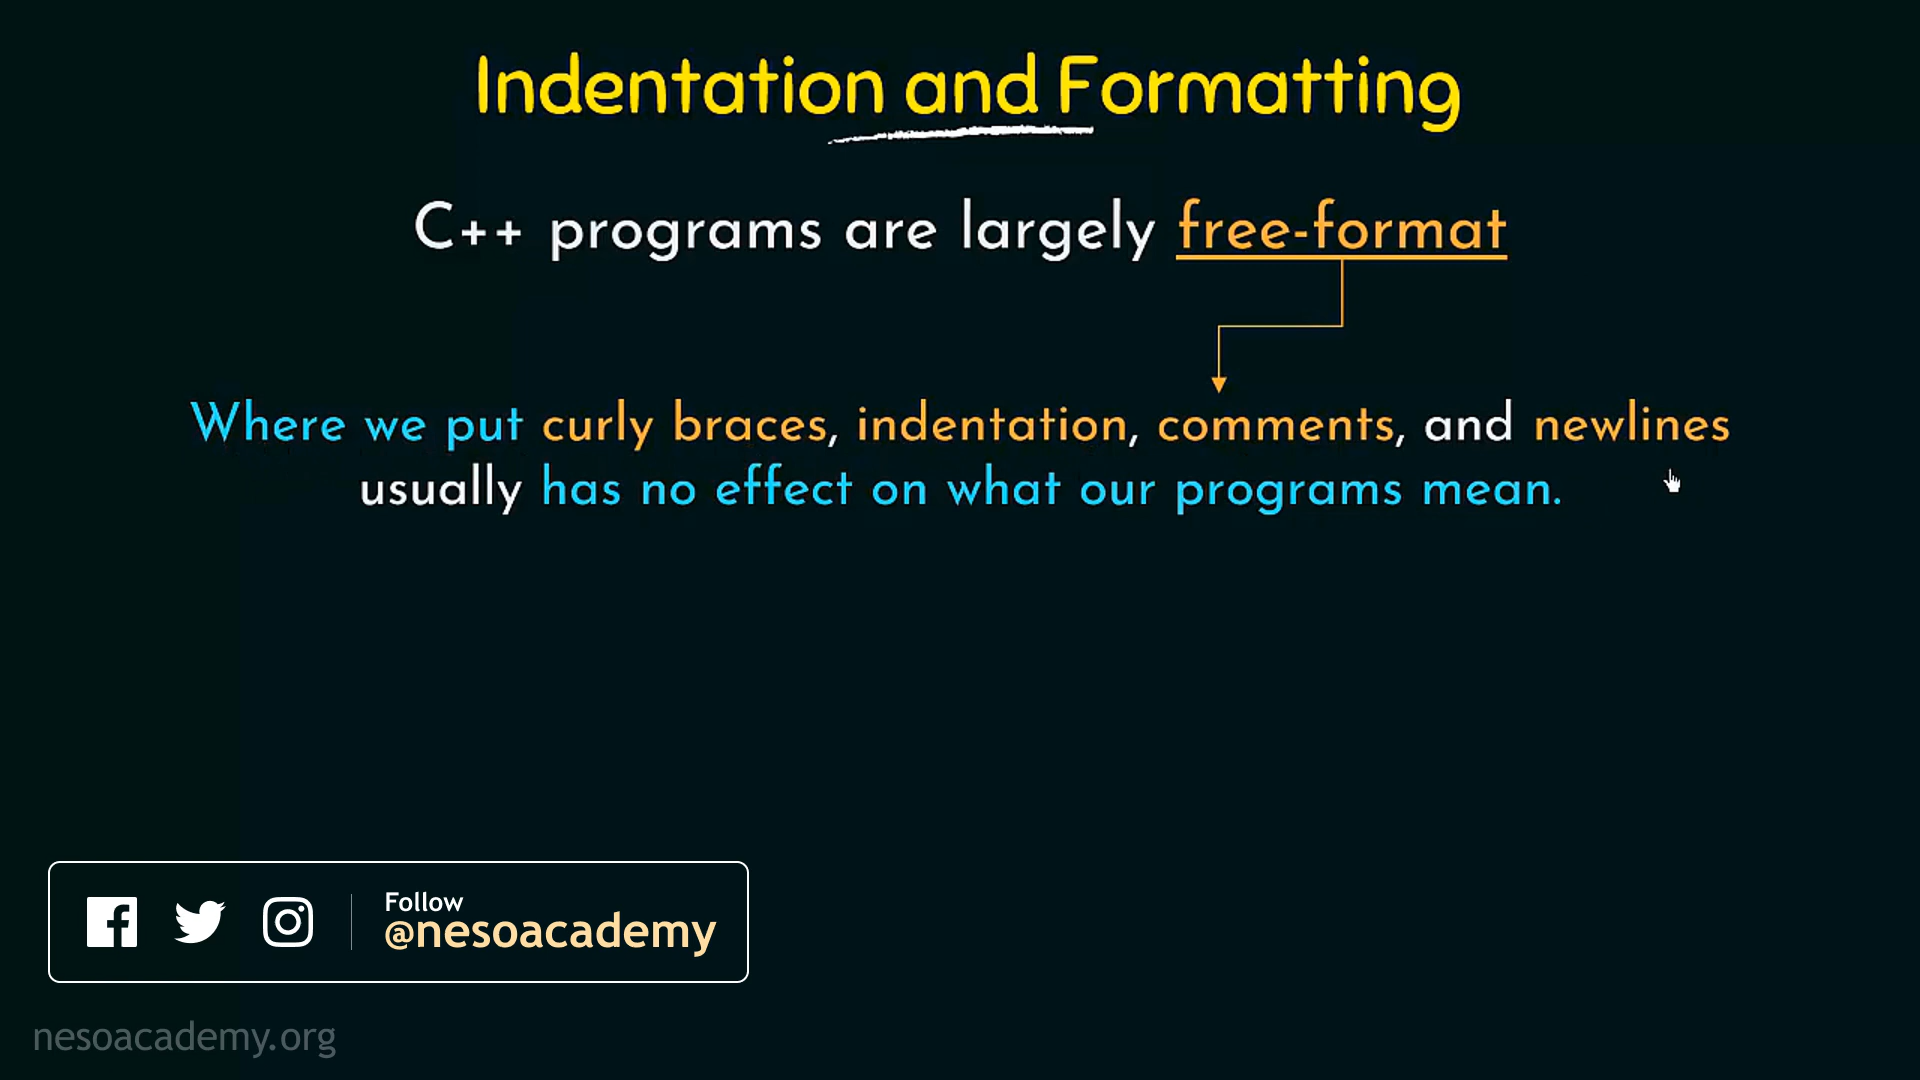 Indentation and Formatting
C++ programs are largely free-format
Where we put curly braces, indentation, comments, and newlines
usually has no effect on what our programs mean.
Follow
@nesoacademy
nesoacademy.org